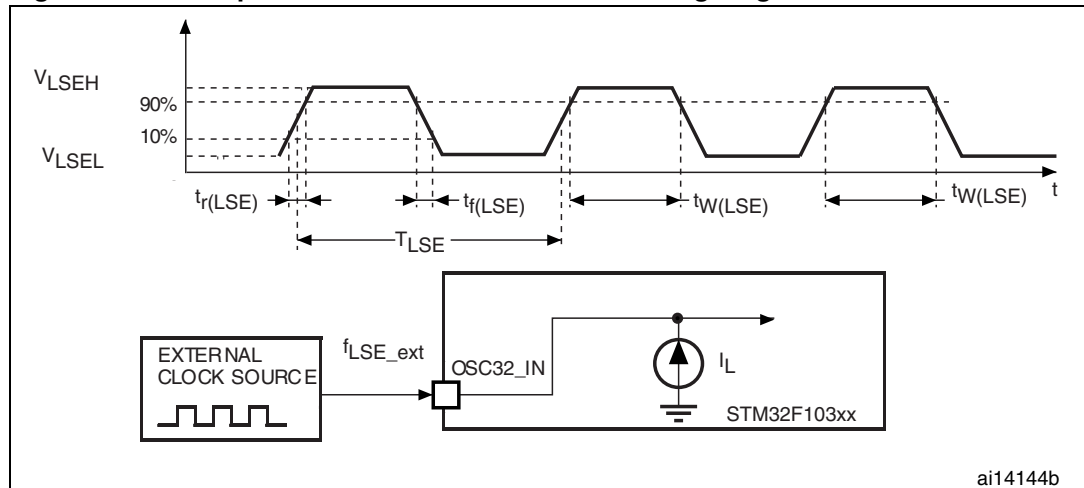 V_LSEH
90%
10%
V_LSEL
t_r(LSE)
t_f(LSE)
t_W(LSE)
t_W(LSE)
t
T_LSE
EXTERNAL
CLOCK SOURCE
f_LSE_ext
OSC32_IN
I_L
STM32F103xx
ai14144b